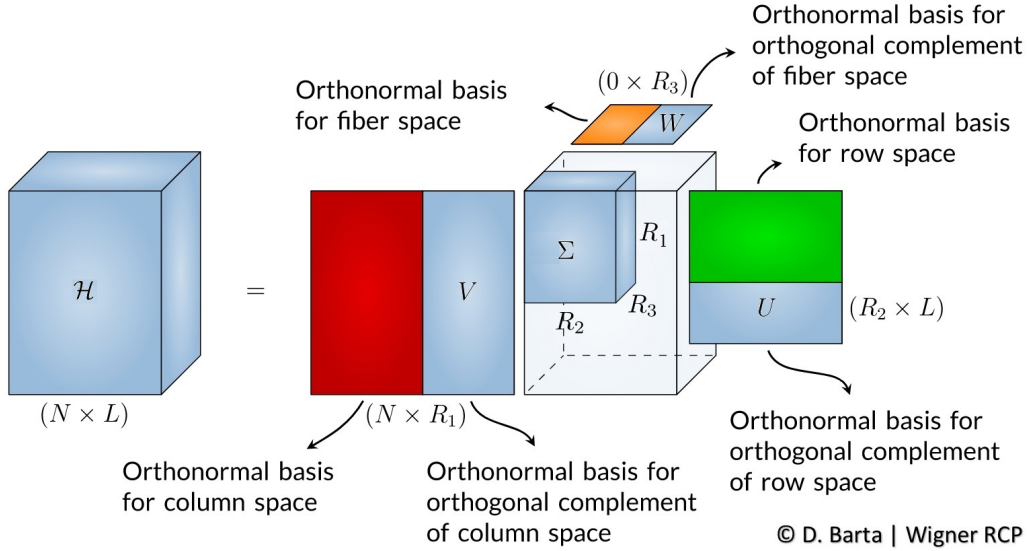 Orthonormal basis for
orthogonal complement
of fiber space
(0 × R₃)
Orthonormal basis
for fiber space
W
Orthonormal basis
for row space
ℋ
=
V
Σ
R₁
R₃
R₂
U
(R₂ × L)
(N × L)
(N × R₁)
Orthonormal basis
for column space
Orthonormal basis for
orthogonal complement
of column space
Orthonormal basis for
orthogonal complement
of row space
© D. Barta | Wigner RCP